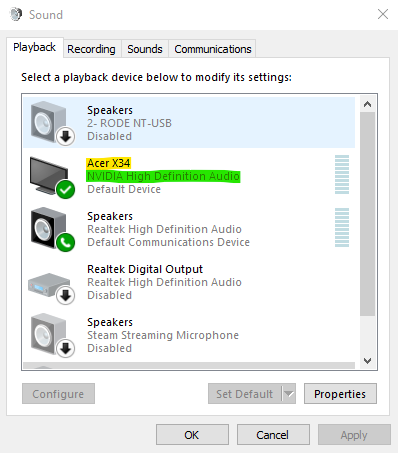 Sound
Playback Recording Sounds Communications
Select a playback device below to modify its settings:
Speakers
2- RODE NT-USB
Disabled
Acer X34
NVIDIA High Definition Audio
Default Device
Speakers
Realtek High Definition Audio
Default Communications Device
Realtek Digital Output
Realtek High Definition Audio
Disabled
Speakers
Steam Streaming Microphone
Disabled
Configure Set Default Properties
OK Cancel Apply